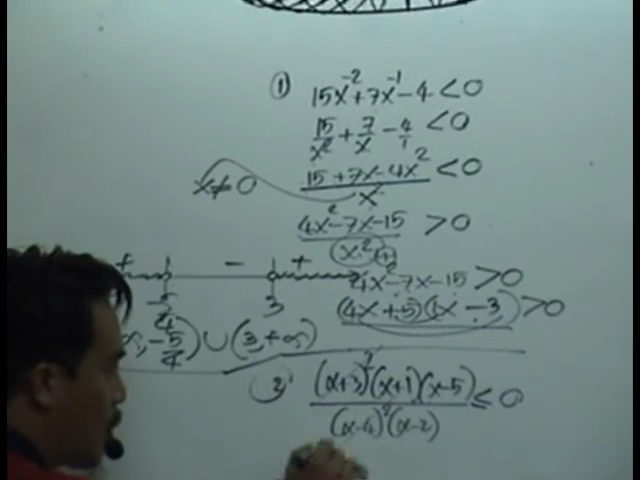 ① 15x⁻²+7x⁻¹-4<0
15/x²+7/x-4/1<0
(15+7x-4x²)/x²<0
x≠0
(4x²-7x-15)/x²>0
+ - +
4x²-7x-15>0
-5/4 3
(4x+5)(x-3)>0
, -5/4)∪(3,+∞)
2) (x+3)²(x+1)(x-5)/(x-4)²(x-2)≤0